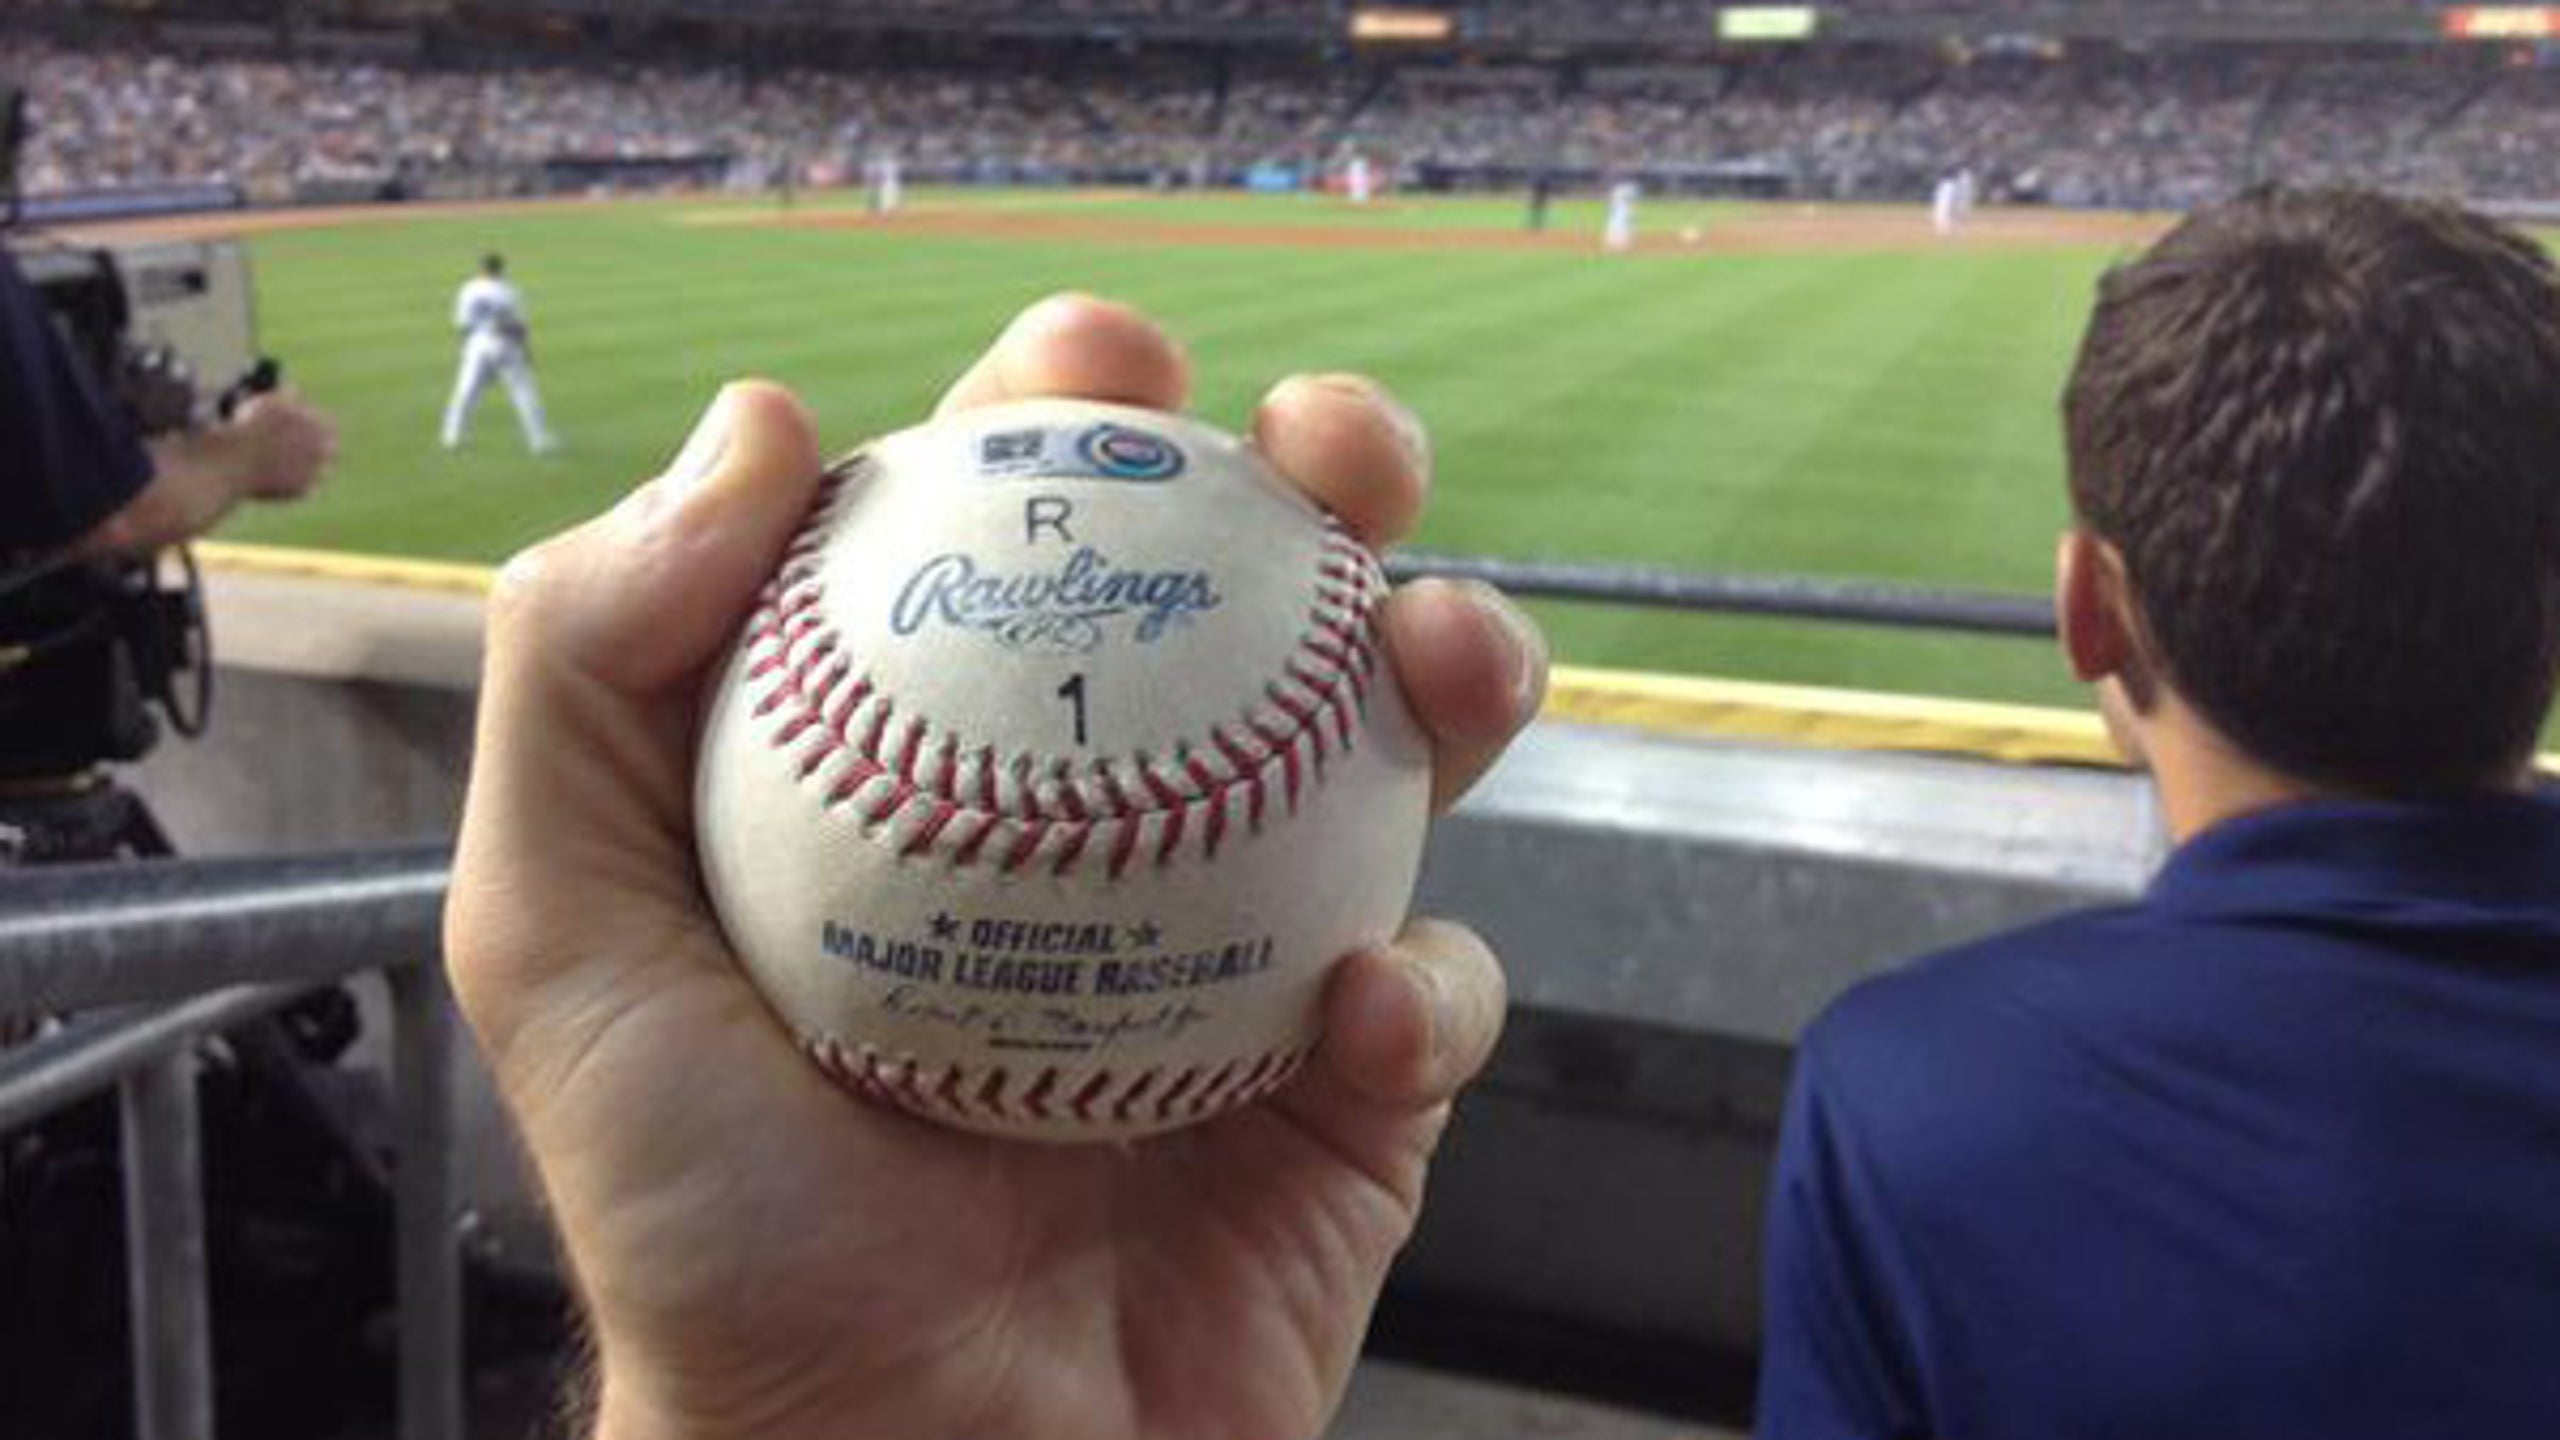 R
Rawlings
1
★ OFFICIAL ★
MAJOR LEAGUE BASEBALL